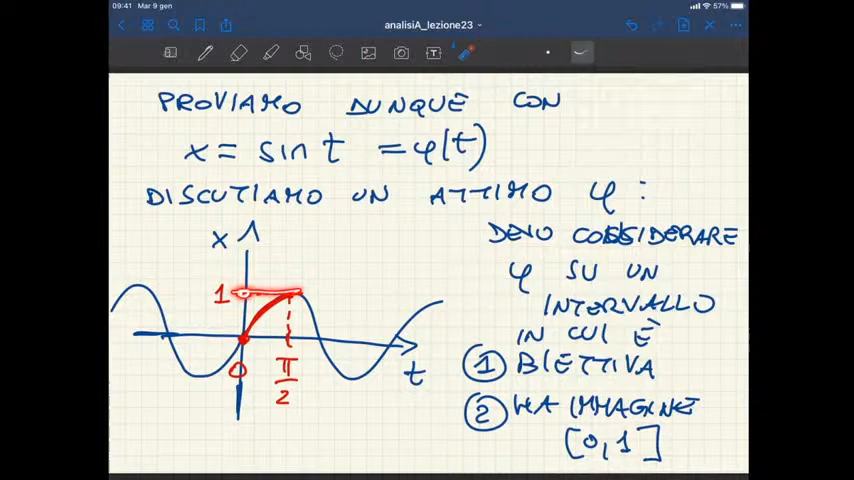 09:41 Mar 9 gen
57%
analisiA_lezione23
PROVIAMO DUNQUE CON
x = sin t = φ(t)
DISCUTIAMO UN ATTIMO φ :
DEVO CONSIDERARE
φ SU UN
INTERVALLO
IN CUI È
① BIETTIVA
② HA IMMAGINE
[0,1]
x
1
0
π/2
t